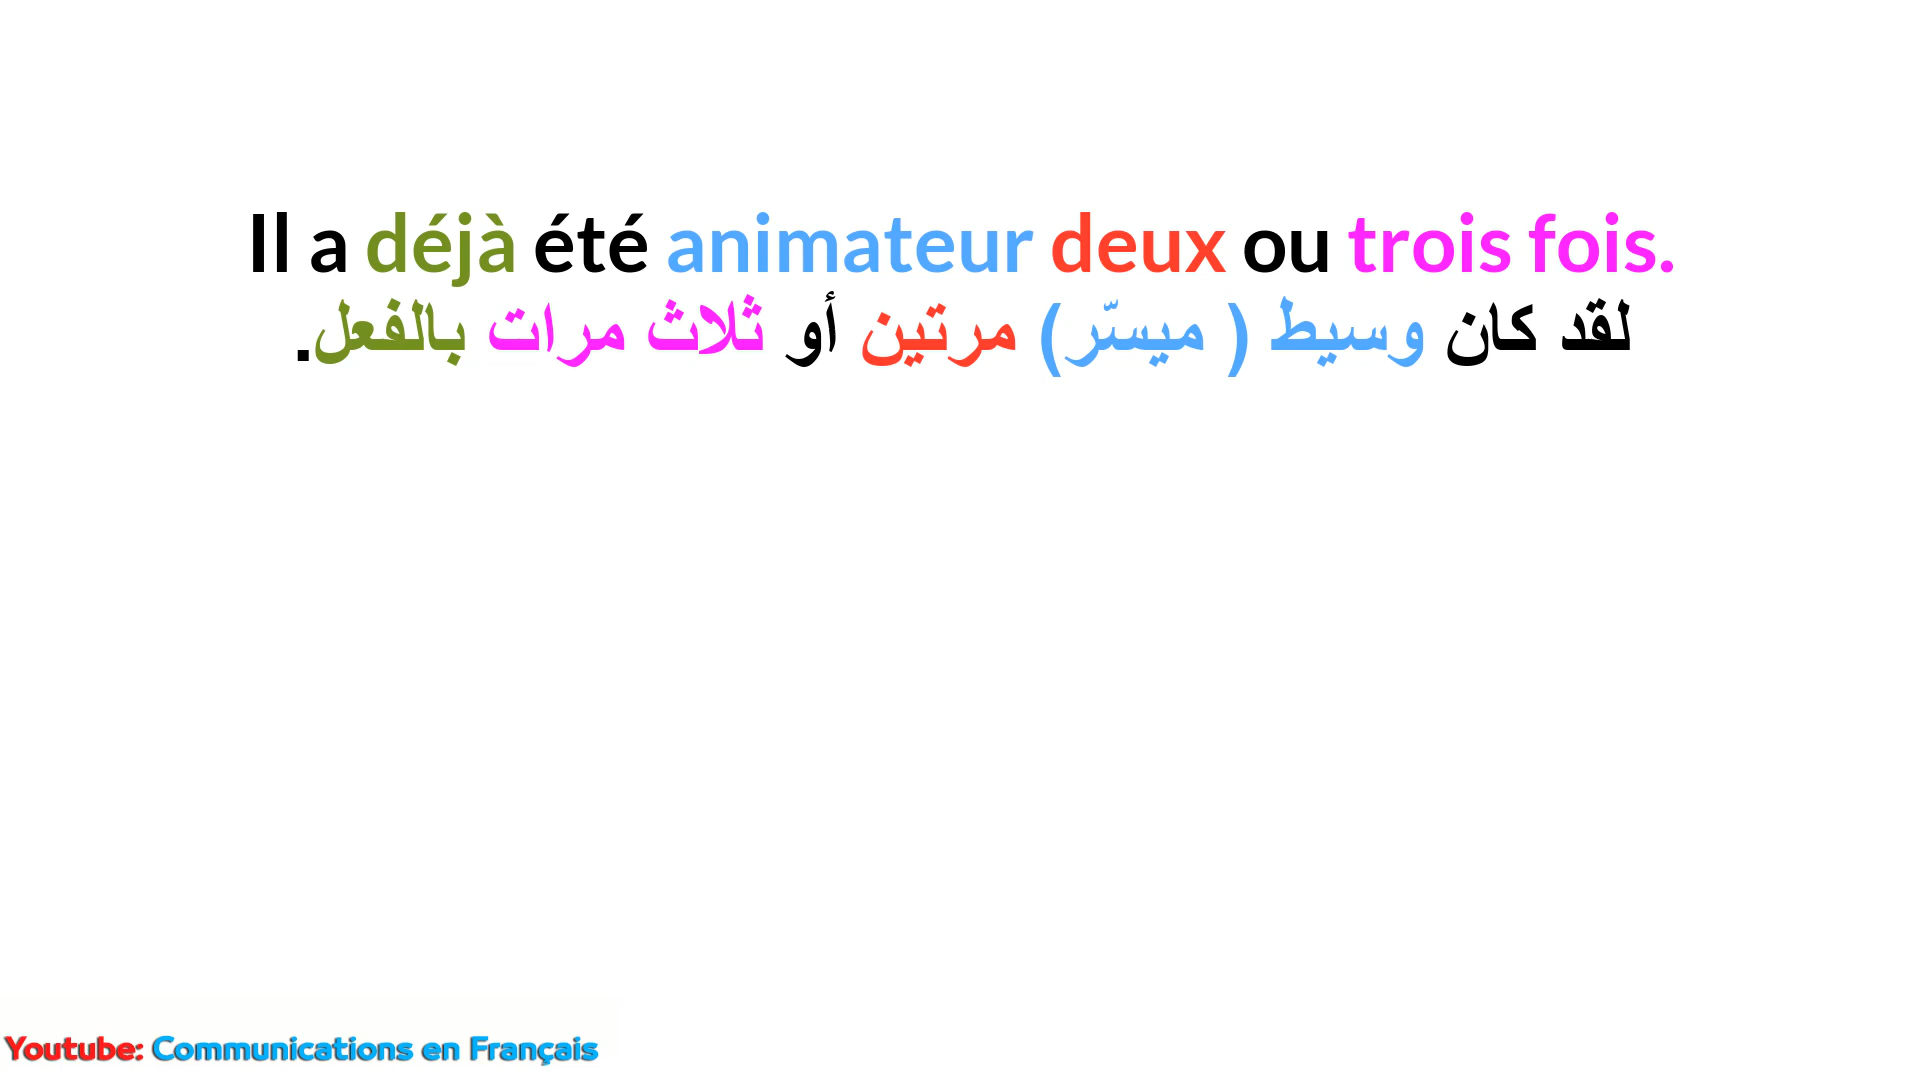 Il a déjà été animateur deux ou trois fois.
لقد كان وسيط ( ميسّر) مرتين أو ثلاث مرات بالفعل.
Youtube: Communications en Français